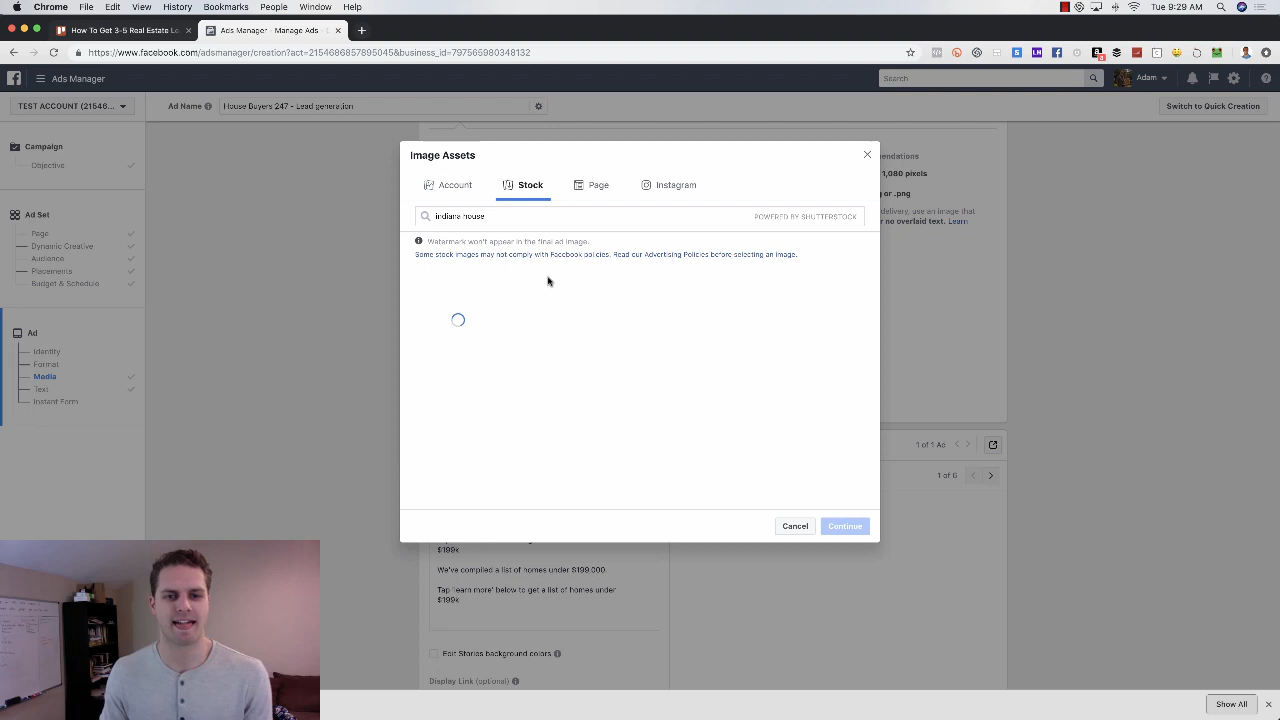 Chrome File Edit View History Bookmarks People Window Help Tue 9:29 AM
How To Get 3-5 Real Estate Le
Ads Manager - Manage Ads - L
https://www.facebook.com/adsmanager/creation?act=2154686857895045&business_id=797565980348132
Ads Manager
Search
Adam
TEST ACCOUNT (21546...
Ad Name
House Buyers 247 - Lead generation
Switch to Quick Creation
Campaign
Objective
Ad Set
Page
Dynamic Creative
Audience
Placements
Budget & Schedule
Ad
Identity
Format
Media
Text
Instant Form
Image Assets
Account
Stock
Page
Instagram
indiana house
POWERED BY SHUTTERSTOCK
Watermark won't appear in the final ad image.
Some stock images may not comply with Facebook policies. Read our Advertising Policies before selecting an image.
Cancel
Continue
endations
1,080 pixels
g or .png
delivery, use an image that
no overlaid text. Learn
1 of 1 Ad
1 of 6
$199k
We've compiled a list of homes under $199,000.
Tap 'learn more' below to get a list of homes under
$199k
Edit Stories background colors
Display Link (optional)
Show All